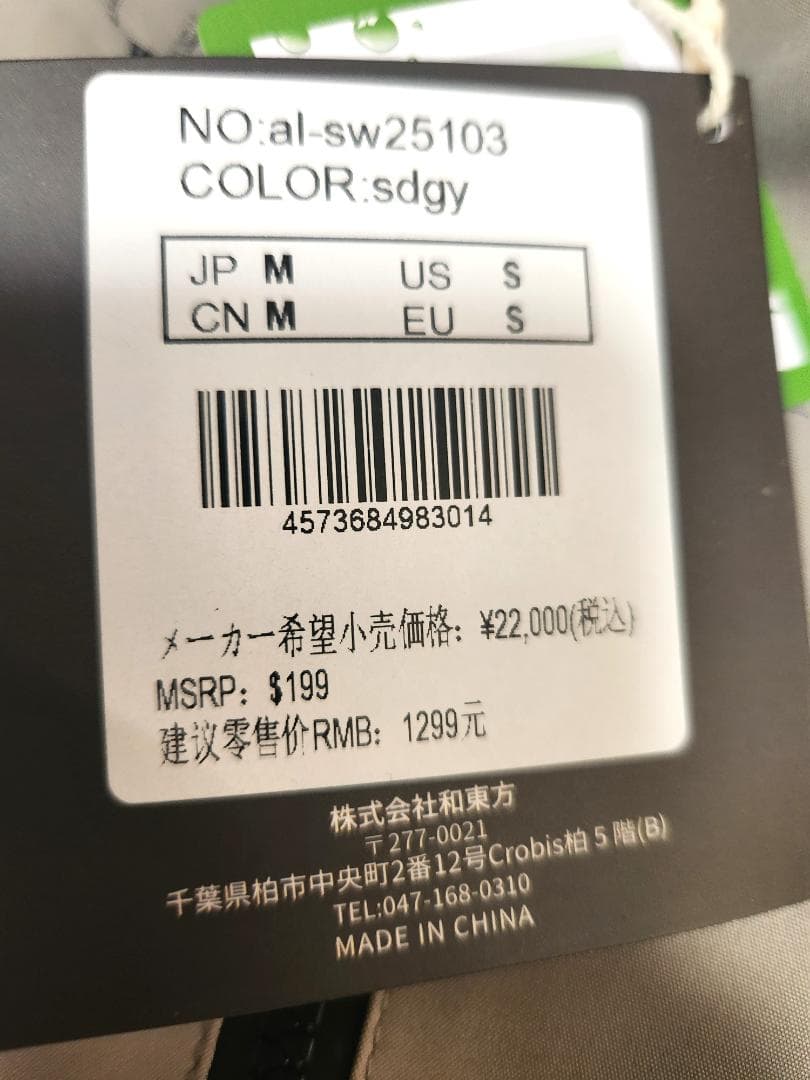 NO:al-sw25103
COLOR:sdgy
JP M US S
CN M EU S
4573684983014
メーカー希望小売価格: ¥22,000(税込)
MSRP: $199
建议零售价RMB: 1299元
株式会社和東方
〒277-0021
千葉県柏市中央町2番12号Crobis柏5階(B)
TEL:047-168-0310
MADE IN CHINA